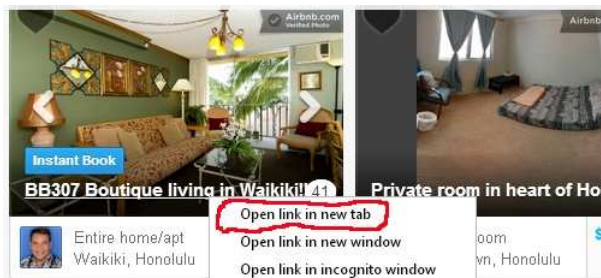 Airbnb.com
Verified Photo
Airbnb
Instant Book
BB307 Boutique living in Waikiki!
41
Private room in heart of Ho
Open link in new tab
Open link in new window
Open link in incognito window
Entire home/apt
Waikiki, Honolulu
oom
wn, Honolulu
$